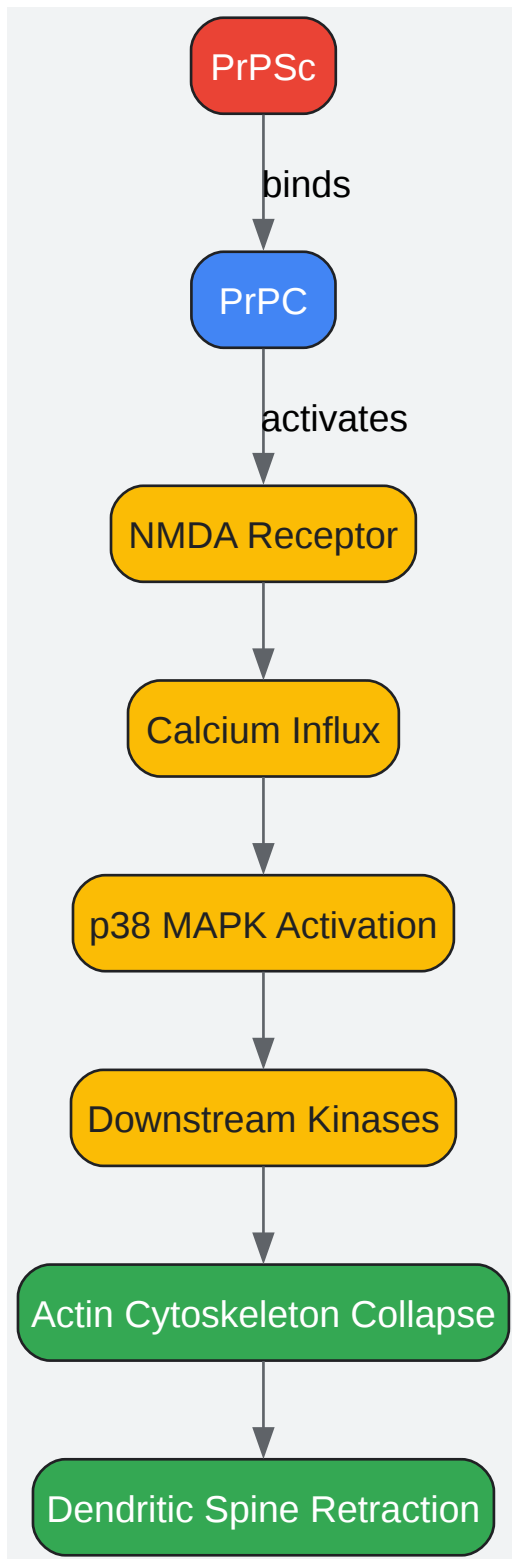 PrPSc
binds
PrPC
activates
NMDA Receptor
Calcium Influx
p38 MAPK Activation
Downstream Kinases
Actin Cytoskeleton Collapse
Dendritic Spine Retraction